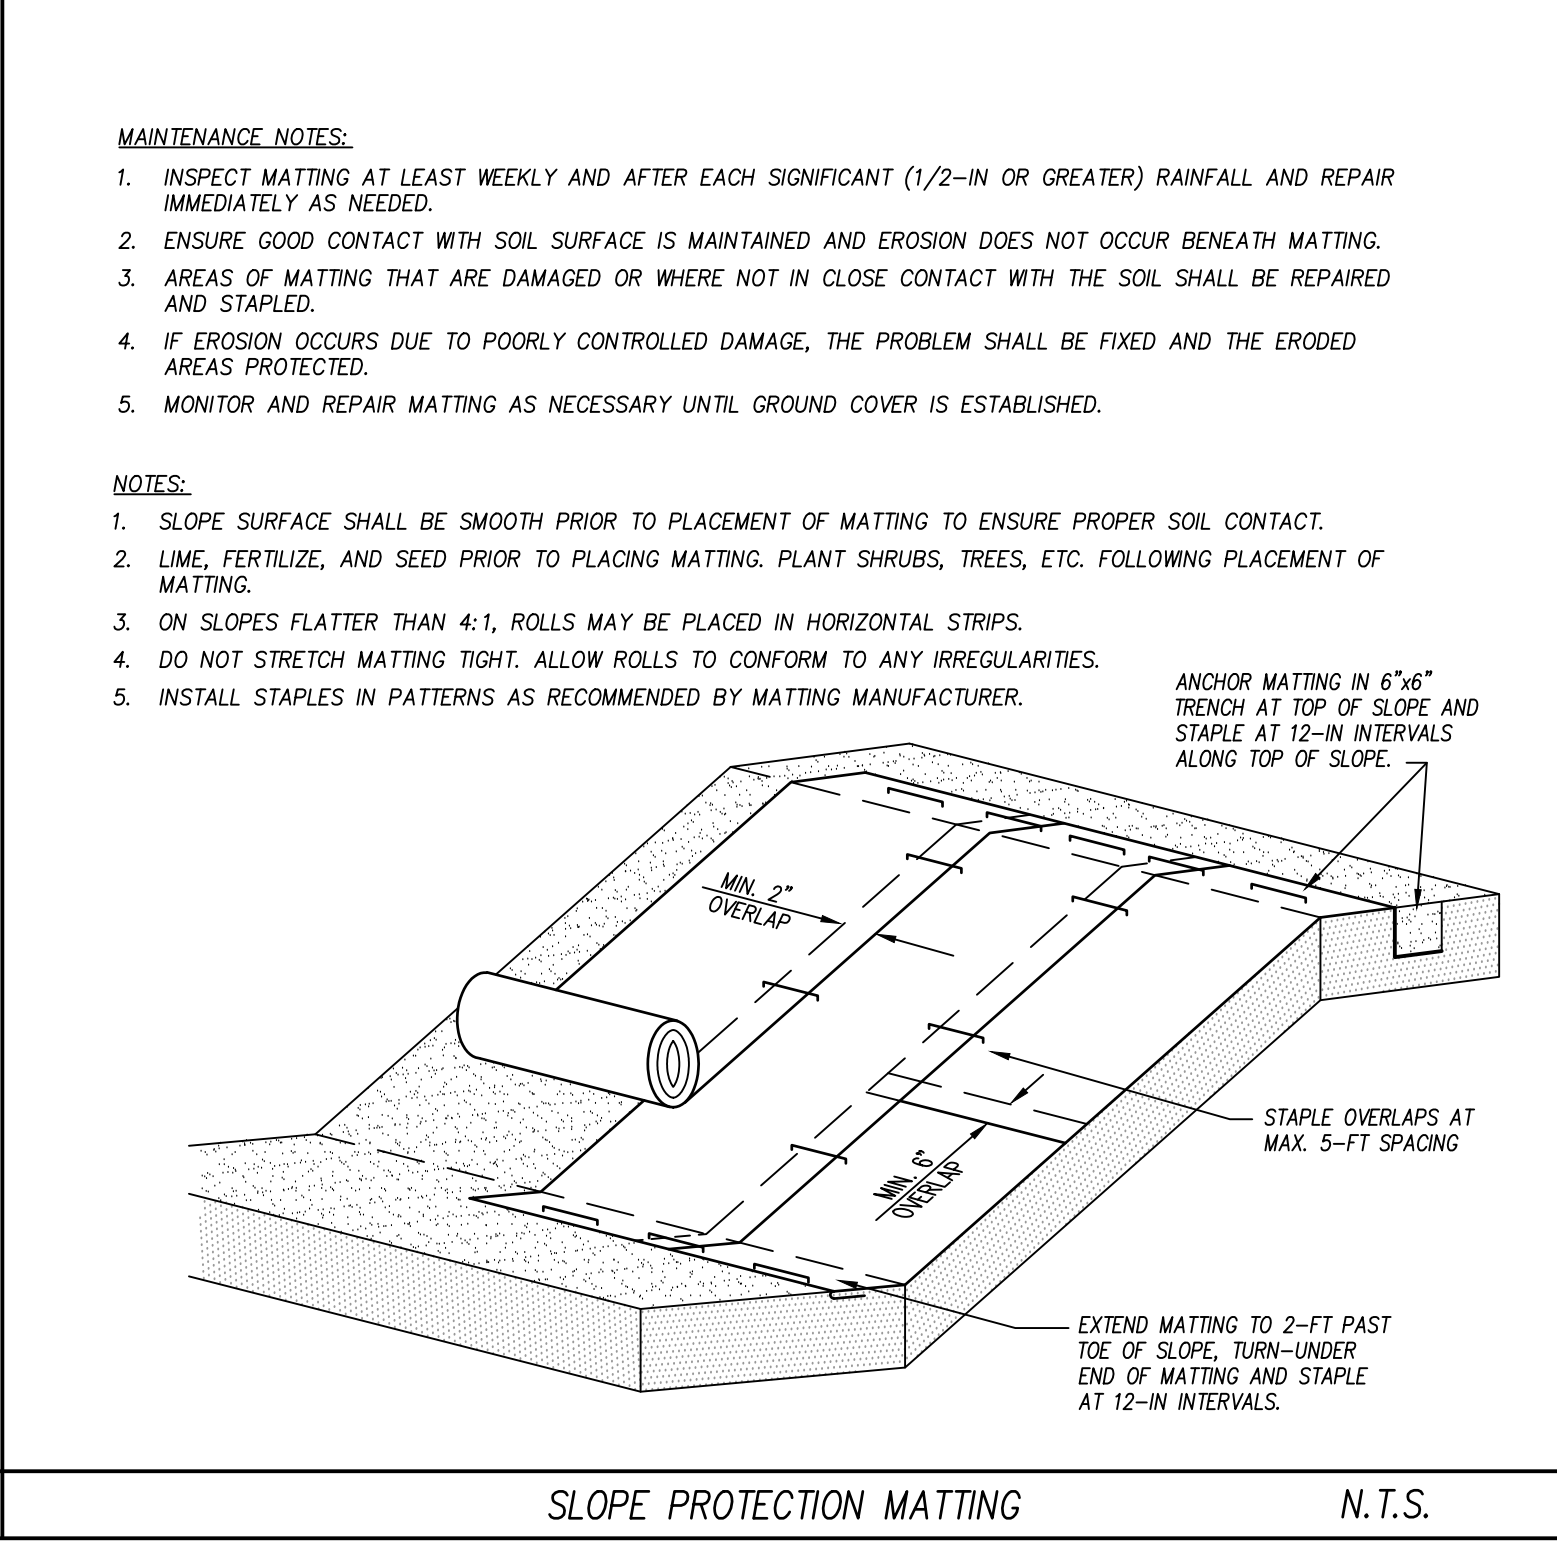 MAINTENANCE NOTES:
1. INSPECT MATTING AT LEAST WEEKLY AND AFTER EACH SIGNIFICANT (1/2-IN OR GREATER) RAINFALL AND REPAIR
IMMEDIATELY AS NEEDED.
2. ENSURE GOOD CONTACT WITH SOIL SURFACE IS MAINTAINED AND EROSION DOES NOT OCCUR BENEATH MATTING.
3. AREAS OF MATTING THAT ARE DAMAGED OR WHERE NOT IN CLOSE CONTACT WITH THE SOIL SHALL BE REPAIRED
AND STAPLED.
4. IF EROSION OCCURS DUE TO POORLY CONTROLLED DAMAGE, THE PROBLEM SHALL BE FIXED AND THE ERODED
AREAS PROTECTED.
5. MONITOR AND REPAIR MATTING AS NECESSARY UNTIL GROUND COVER IS ESTABLISHED.
NOTES:
1. SLOPE SURFACE SHALL BE SMOOTH PRIOR TO PLACEMENT OF MATTING TO ENSURE PROPER SOIL CONTACT.
2. LIME, FERTILIZE, AND SEED PRIOR TO PLACING MATTING. PLANT SHRUBS, TREES, ETC. FOLLOWING PLACEMENT OF
MATTING.
3. ON SLOPES FLATTER THAN 4:1, ROLLS MAY BE PLACED IN HORIZONTAL STRIPS.
4. DO NOT STRETCH MATTING TIGHT. ALLOW ROLLS TO CONFORM TO ANY IRREGULARITIES.
5. INSTALL STAPLES IN PATTERNS AS RECOMMENDED BY MATTING MANUFACTURER.
ANCHOR MATTING IN 6"x6"
TRENCH AT TOP OF SLOPE AND
STAPLE AT 12-IN INTERVALS
ALONG TOP OF SLOPE.
MIN. 2"
OVERLAP
STAPLE OVERLAPS AT
MAX. 5-FT SPACING
MIN. 6"
OVERLAP
EXTEND MATTING TO 2-FT PAST
TOE OF SLOPE, TURN-UNDER
END OF MATTING AND STAPLE
AT 12-IN INTERVALS.
SLOPE PROTECTION MATTING
N.T.S.